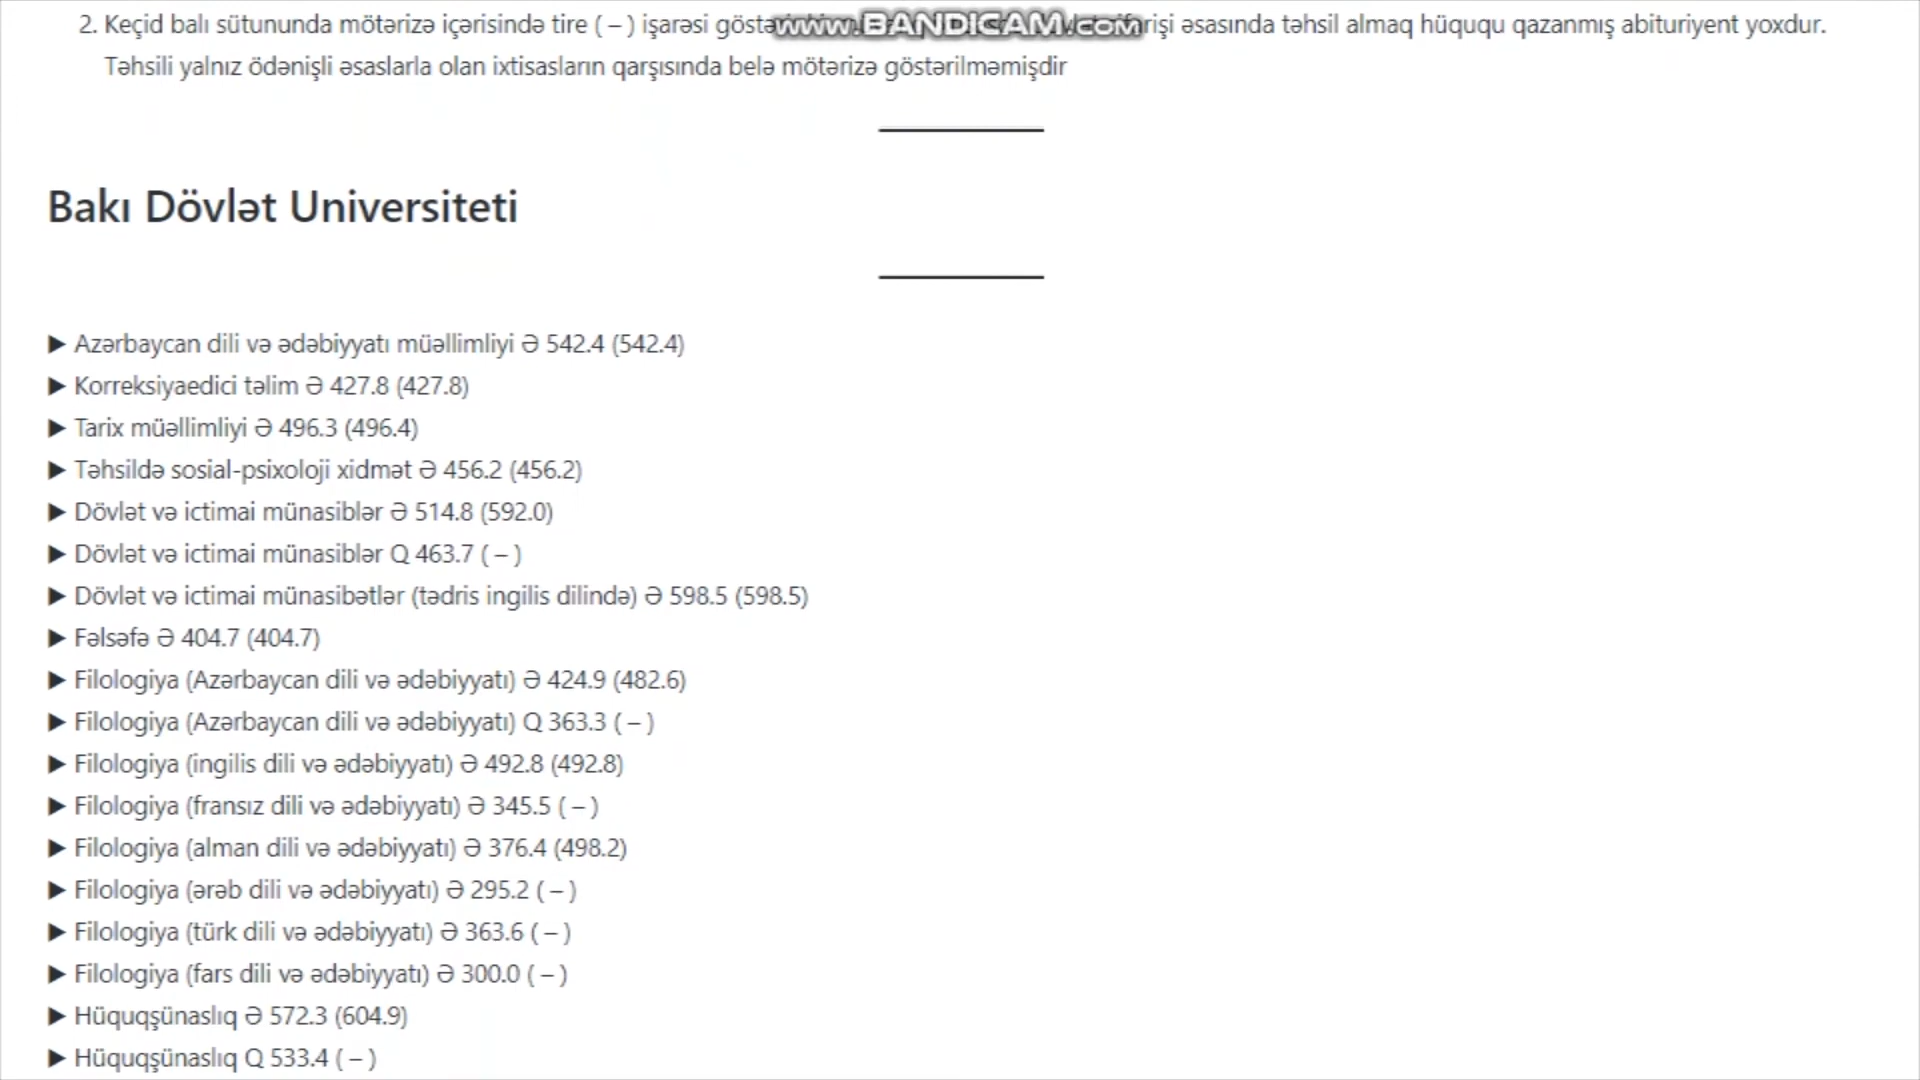 2. Keçid balı sütununda mötərizə içərisində tire ( – ) işarəsi əsasında təhsil almaq hüququ qazanmış abituriyent yoxdur.
www.BANDICAM.com
Təhsili yalnız ödənişli əsaslarla olan ixtisasların qarşısında belə mötərizə göstərilməmişdir
Bakı Dövlət Universiteti
► Azərbaycan dili və ədəbiyyatı müəllimliyi Ə 542.4 (542.4)
► Korreksiyaedici təlim Ə 427.8 (427.8)
► Tarix müəllimliyi Ə 496.3 (496.4)
► Təhsildə sosial-psixoloji xidmət Ə 456.2 (456.2)
► Dövlət və ictimai münasiblər Ə 514.8 (592.0)
► Dövlət və ictimai münasiblər Q 463.7 ( – )
► Dövlət və ictimai münasibətlər (tədris ingilis dilində) Ə 598.5 (598.5)
► Fəlsəfə Ə 404.7 (404.7)
► Filologiya (Azərbaycan dili və ədəbiyyatı) Ə 424.9 (482.6)
► Filologiya (Azərbaycan dili və ədəbiyyatı) Q 363.3 ( – )
► Filologiya (ingilis dili və ədəbiyyatı) Ə 492.8 (492.8)
► Filologiya (fransız dili və ədəbiyyatı) Ə 345.5 ( – )
► Filologiya (alman dili və ədəbiyyatı) Ə 376.4 (498.2)
► Filologiya (ərəb dili və ədəbiyyatı) Ə 295.2 ( – )
► Filologiya (türk dili və ədəbiyyatı) Ə 363.6 ( – )
► Filologiya (fars dili və ədəbiyyatı) Ə 300.0 ( – )
► Hüquqşünaslıq Ə 572.3 (604.9)
► Hüquqşünaslıq Q 533.4 ( – )